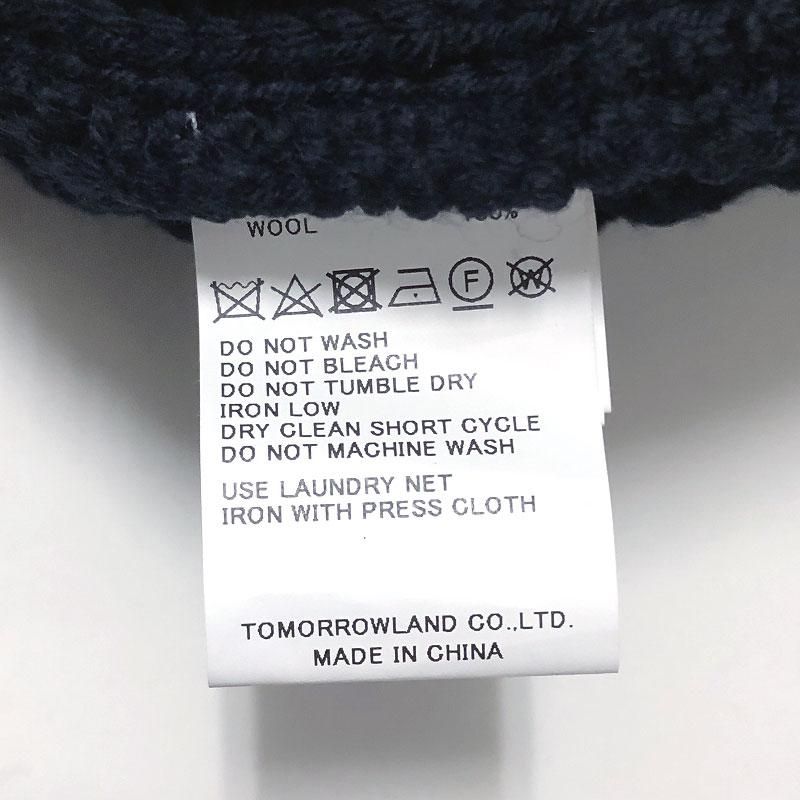 WOOL 100%
F W
DO NOT WASH
DO NOT BLEACH
DO NOT TUMBLE DRY
IRON LOW
DRY CLEAN SHORT CYCLE
DO NOT MACHINE WASH
USE LAUNDRY NET
IRON WITH PRESS CLOTH
TOMORROWLAND CO.,LTD.
MADE IN CHINA